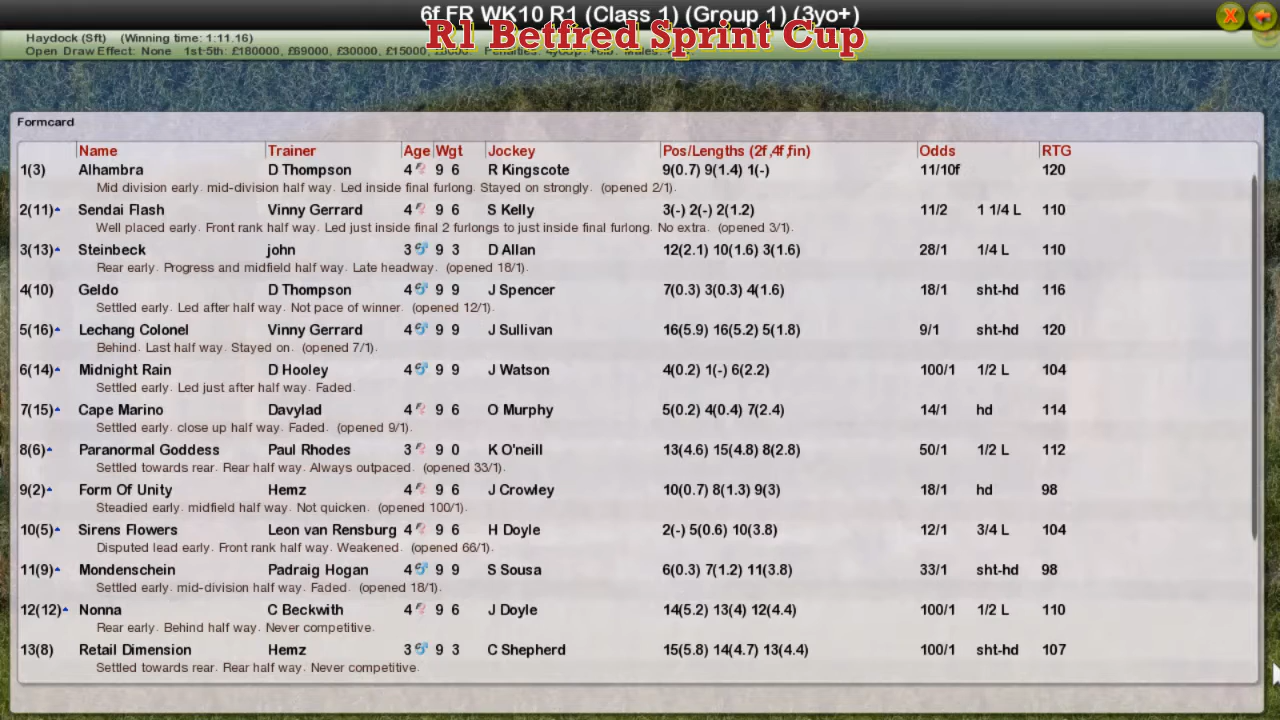 6f FR WK10 R1 (Class 1) (Group 1) (3yo+)
R1 Betfred Sprint Cup
Haydock (Sft) (Winning time: 1:11.16)
Open Draw Effect: None 1st-5th: £180000, £69000, £30000, £15000,
Formcard
Name Trainer Age Wgt Jockey Pos/Lengths (2f,4f,fin) Odds RTG
1(3) Alhambra D Thompson 4 9 6 R Kingscote 9(0.7) 9(1.4) 1(-) 11/10f 120
Mid division early. mid-division half way. Led inside final furlong. Stayed on strongly. (opened 2/1).
2(11) Sendai Flash Vinny Gerrard 4 9 6 S Kelly 3(-) 2(-) 2(1.2) 11/2 1 1/4 L 110
Well placed early. Front rank half way. Led just inside final 2 furlongs to just inside final furlong. No extra. (opened 3/1).
3(13) Steinbeck john 3 9 3 D Allan 12(2.1) 10(1.6) 3(1.6) 28/1 1/4 L 110
Rear early. Progress and midfield half way. Late headway. (opened 18/1).
4(10) Geldo D Thompson 4 9 9 J Spencer 7(0.3) 3(0.3) 4(1.6) 18/1 sht-hd 116
Settled early. Led after half way. Not pace of winner. (opened 12/1).
5(16) Lechang Colonel Vinny Gerrard 4 9 9 J Sullivan 16(5.9) 16(5.2) 5(1.8) 9/1 sht-hd 120
Behind. Last half way. Stayed on. (opened 7/1).
6(14) Midnight Rain D Hooley 4 9 9 J Watson 4(0.2) 1(-) 6(2.2) 100/1 1/2 L 104
Settled early. Led just after half way. Faded.
7(15) Cape Marino Davylad 4 9 6 O Murphy 5(0.2) 4(0.4) 7(2.4) 14/1 hd 114
Settled early. close up half way. Faded. (opened 9/1).
8(6) Paranormal Goddess Paul Rhodes 3 9 0 K O'neill 13(4.6) 15(4.8) 8(2.8) 50/1 1/2 L 112
Settled towards rear. Rear half way. Always outpaced. (opened 33/1).
9(2) Form Of Unity Hemz 4 9 6 J Crowley 10(0.7) 8(1.3) 9(3) 18/1 hd 98
Steadied early. midfield half way. Not quicken. (opened 100/1).
10(5) Sirens Flowers Leon van Rensburg 4 9 6 H Doyle 2(-) 5(0.6) 10(3.8) 12/1 3/4 L 104
Disputed lead early. Front rank half way. Weakened. (opened 66/1).
11(9) Mondenschein Padraig Hogan 4 9 9 S Sousa 6(0.3) 7(1.2) 11(3.8) 33/1 sht-hd 98
Settled early. mid-division half way. Faded. (opened 18/1).
12(12) Nonna C Beckwith 4 9 6 J Doyle 14(5.2) 13(4) 12(4.4) 100/1 1/2 L 110
Rear early. Behind half way. Never competitive.
13(8) Retail Dimension Hemz 3 9 3 C Shepherd 15(5.8) 14(4.7) 13(4.4) 100/1 sht-hd 107
Settled towards rear. Rear half way. Never competitive.